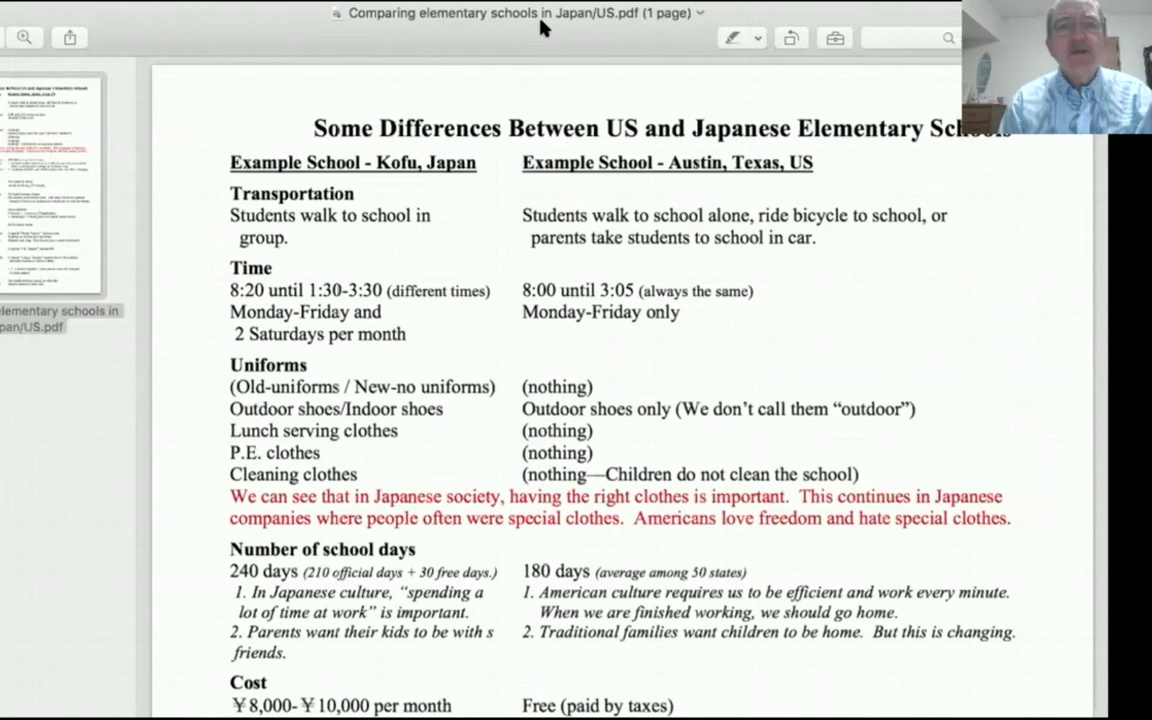 Comparing elementary schools in Japan/US.pdf (1 page)
Some Differences Between US and Japanese Elementary Schools
Example School - Kofu, Japan Example School - Austin, Texas, US
Transportation
Students walk to school in Students walk to school alone, ride bicycle to school, or
group. parents take students to school in car.
Time
8:20 until 1:30-3:30 (different times) 8:00 until 3:05 (always the same)
Monday-Friday and Monday-Friday only
2 Saturdays per month
Uniforms
(Old-uniforms / New-no uniforms) (nothing)
Outdoor shoes/Indoor shoes Outdoor shoes only (We don’t call them “outdoor”)
Lunch serving clothes (nothing)
P.E. clothes (nothing)
Cleaning clothes (nothing—Children do not clean the school)
We can see that in Japanese society, having the right clothes is important. This continues in Japanese
companies where people often were special clothes. Americans love freedom and hate special clothes.
Number of school days
240 days (210 official days + 30 free days.) 180 days (average among 50 states)
1. In Japanese culture, “spending a 1. American culture requires us to be efficient and work every minute.
lot of time at work” is important. When we are finished working, we should go home.
2. Parents want their kids to be with s 2. Traditional families want children to be home. But this is changing.
friends.
Cost
¥8,000-¥10,000 per month Free (paid by taxes)
elementary schools in
pan/US.pdf